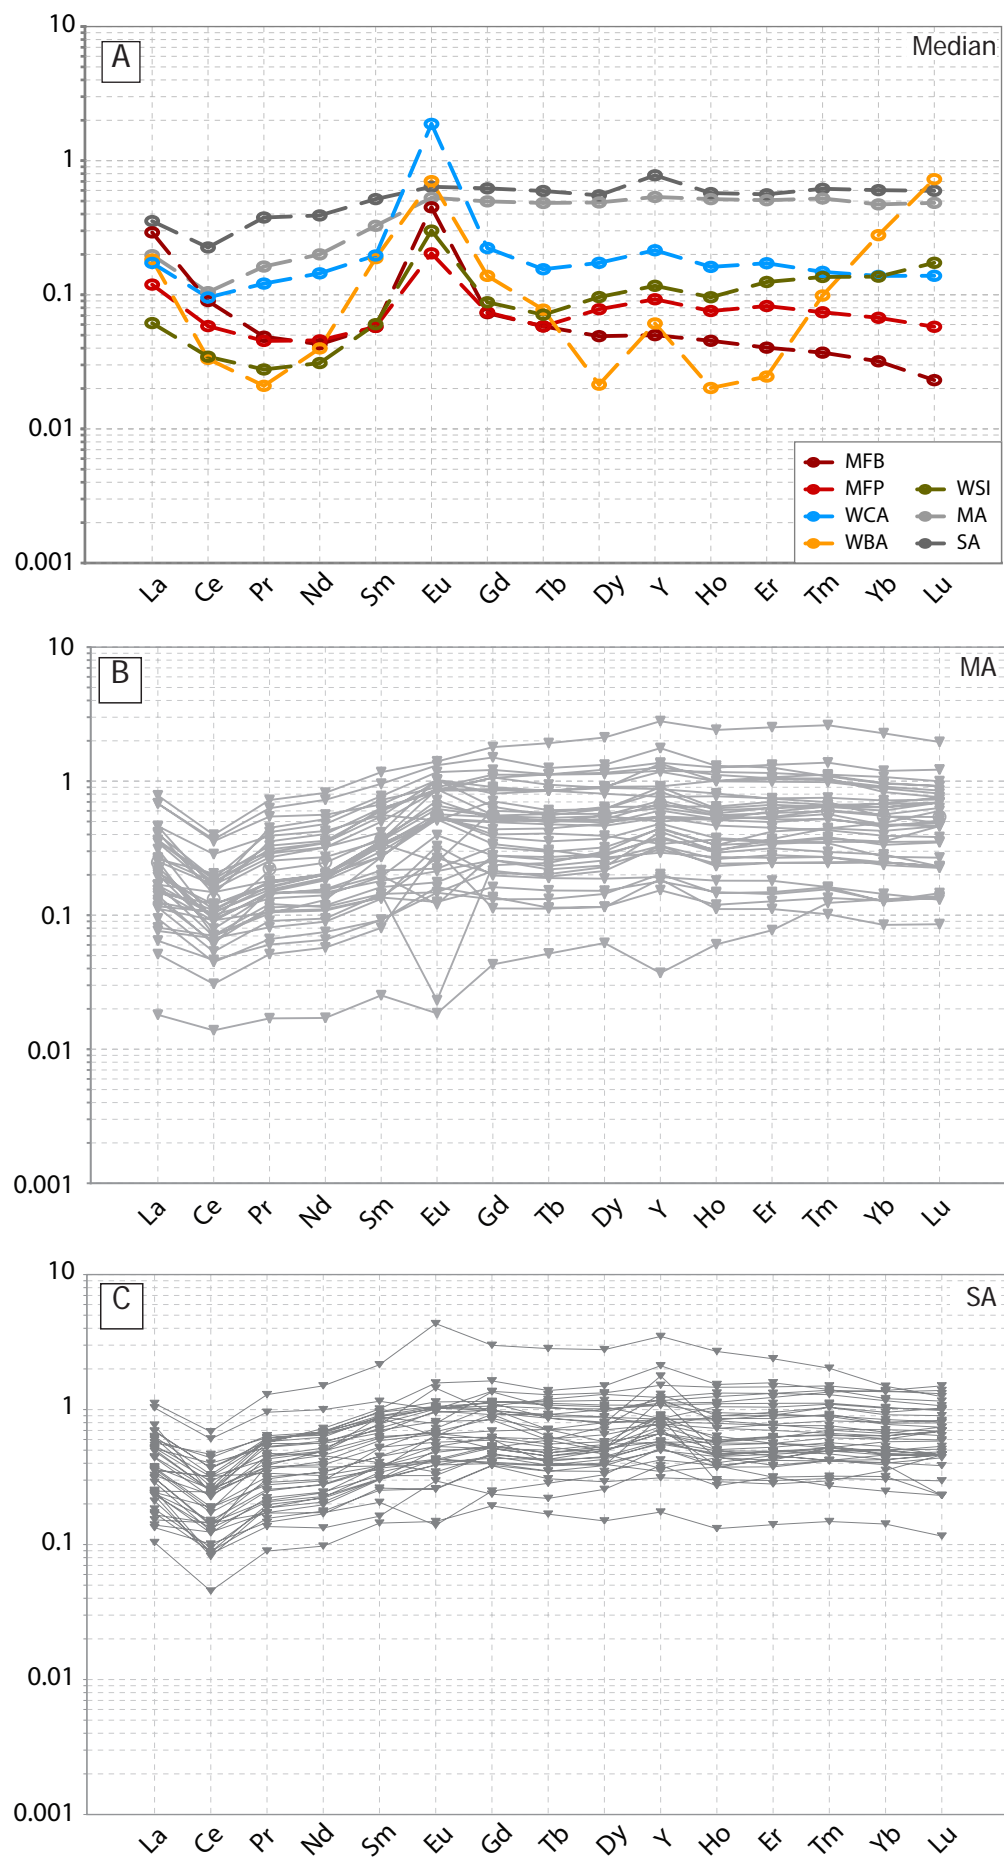 10
A
Median
1
0.1
0.01
0.001
MFB
MFP
WSI
WCA
MA
WBA
SA
La Ce Pr Nd Sm Eu Gd Tb Dy Y Ho Er Tm Yb Lu
10
B
MA
1
0.1
0.01
0.001
La Ce Pr Nd Sm Eu Gd Tb Dy Y Ho Er Tm Yb Lu
10
C
SA
1
0.1
0.01
0.001
La Ce Pr Nd Sm Eu Gd Tb Dy Y Ho Er Tm Yb Lu